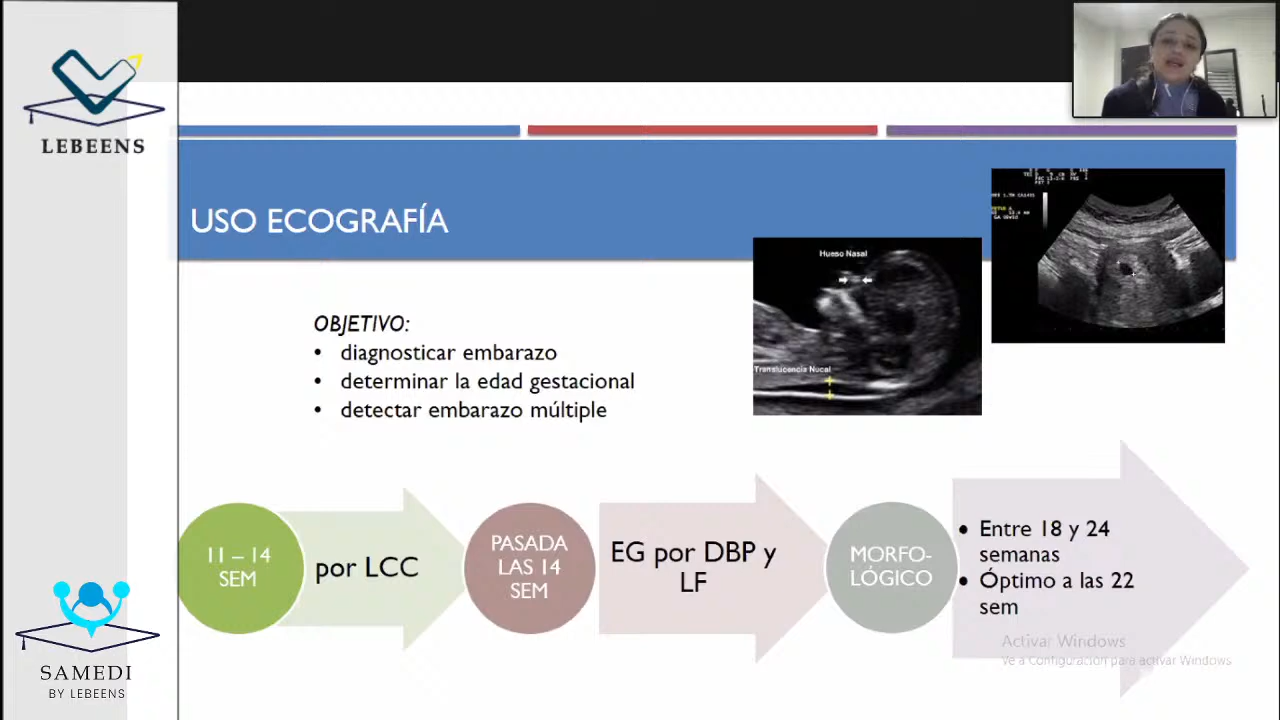 LEBEENS
USO ECOGRAFÍA
Hueso Nasal
Translucencia Nucal
OBJETIVO:
• diagnosticar embarazo
• determinar la edad gestacional
• detectar embarazo múltiple
11 – 14
SEM
por LCC
PASADA
LAS 14
SEM
EG por DBP y
LF
MORFO-
LÓGICO
• Entre 18 y 24
semanas
• Óptimo a las 22
sem
Activar Windows
Ve a Configuración para activar Windows
SAMEDI
BY LEBEENS